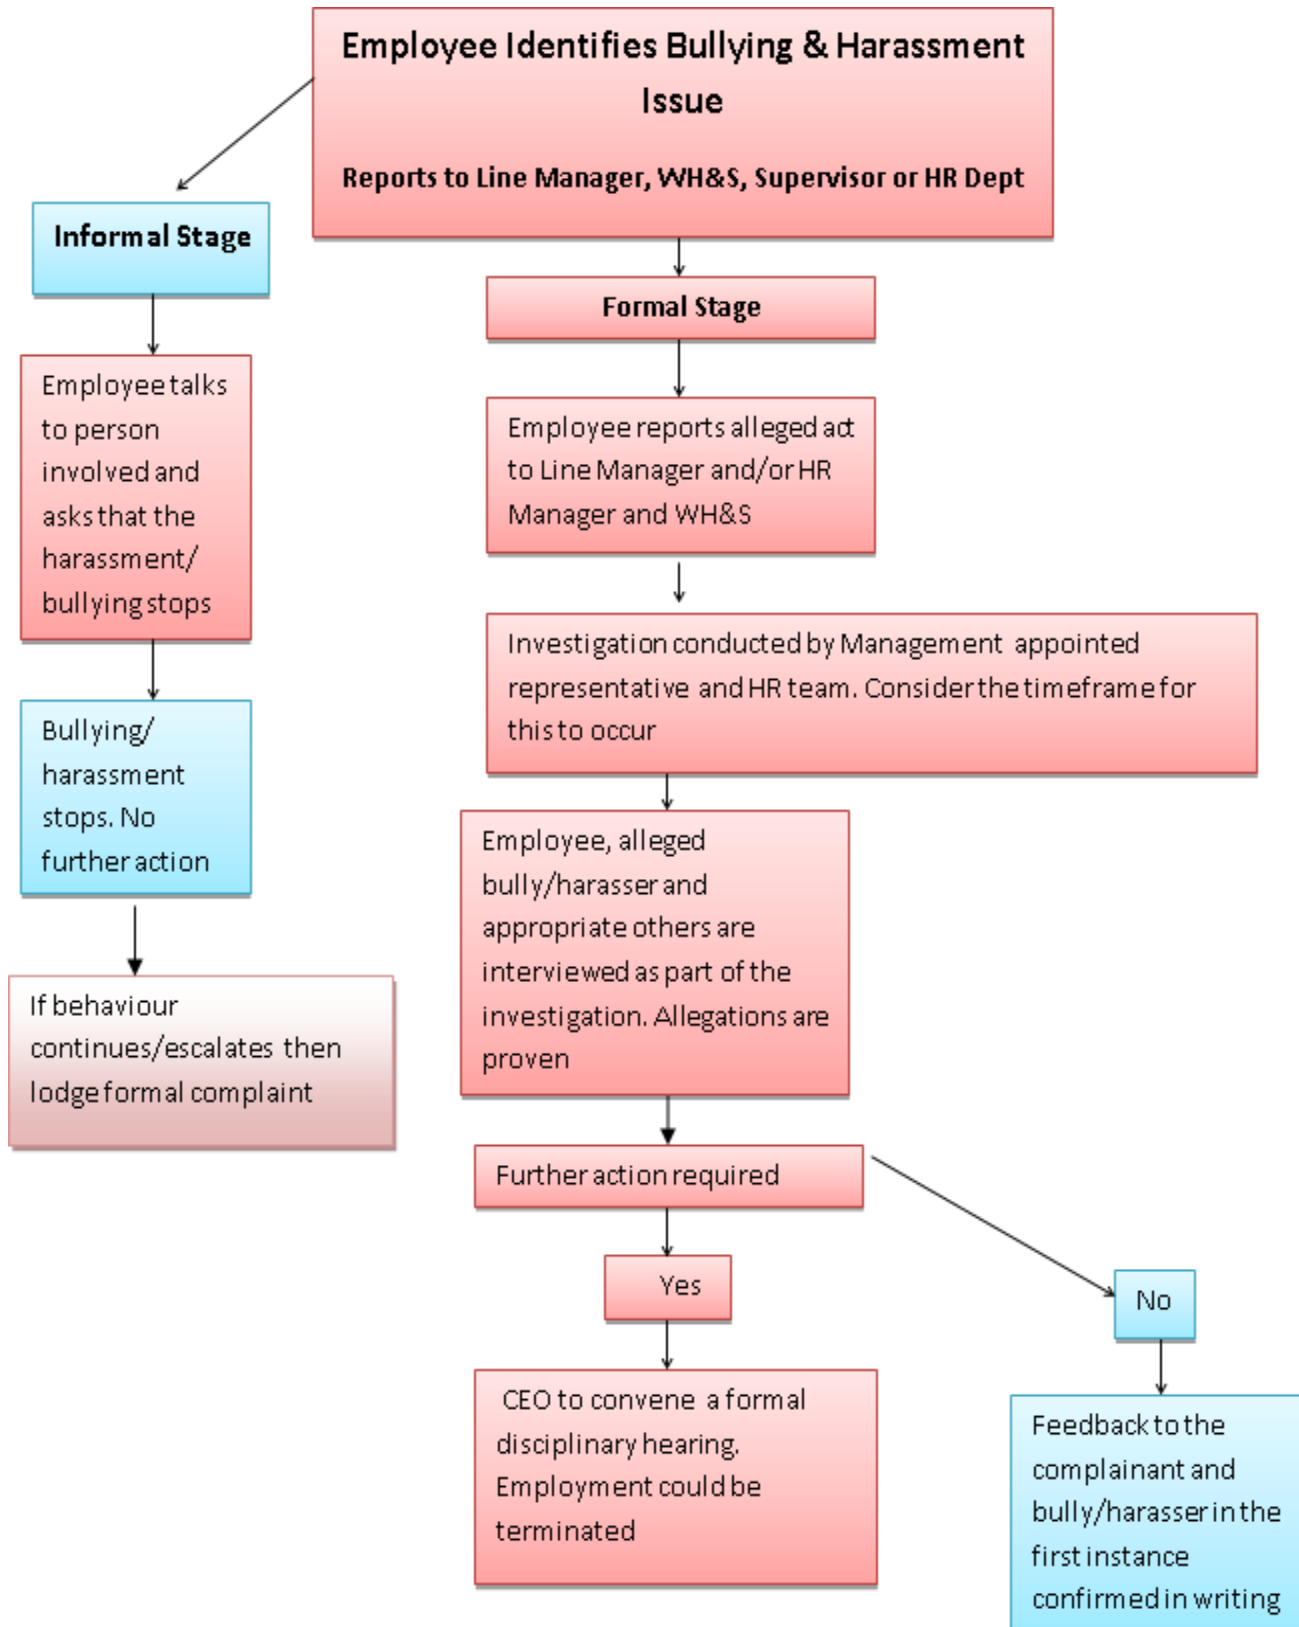 Employee Identifies Bullying & Harassment
Issue
Reports to Line Manager, WH&S, Supervisor or HR Dept
Informal Stage
Employee talks
to person
involved and
asks that the
harassment/
bullying stops
Bullying/
harassment
stops. No
further action
If behaviour
continues/escalates then
lodge formal complaint
Formal Stage
Employee reports alleged act
to Line Manager and/or HR
Manager and WH&S
Investigation conducted by Management appointed
representative and HR team. Consider the timeframe for
this to occur
Employee, alleged
bully/harasser and
appropriate others are
interviewed as part of the
investigation. Allegations are
proven
Further action required
Yes
CEO to convene a formal
disciplinary hearing.
Employment could be
terminated
No
Feedback to the
complainant and
bully/harasser in the
first instance
confirmed in writing